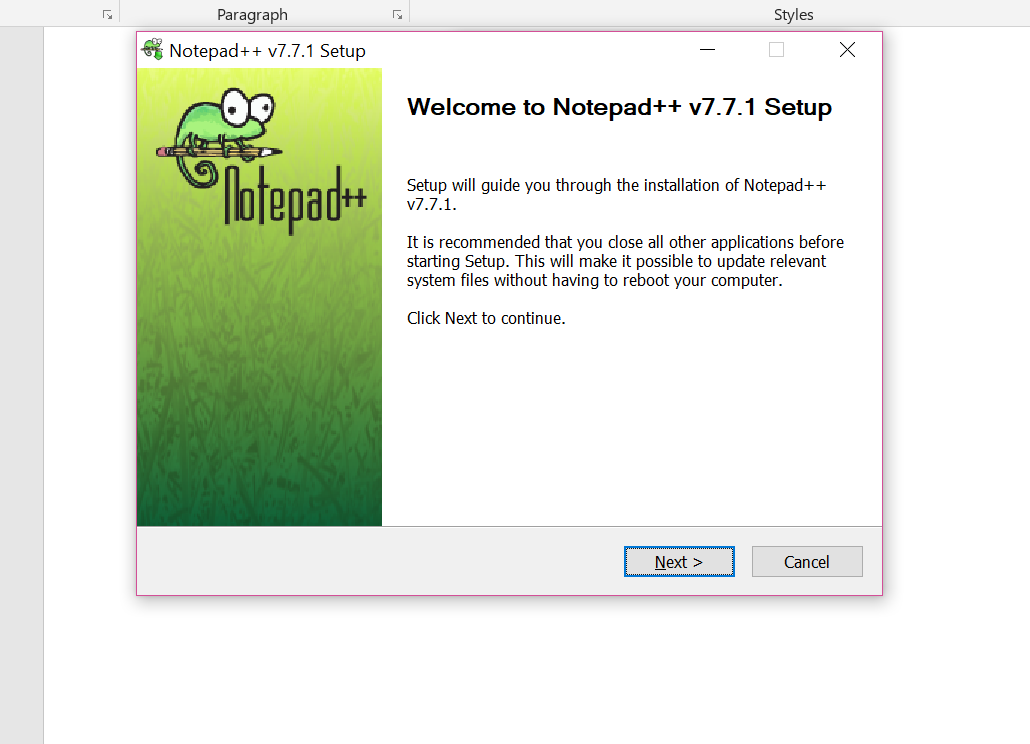 Paragraph Styles
Notepad++ v7.7.1 Setup
Notepad++
Welcome to Notepad++ v7.7.1 Setup
Setup will guide you through the installation of Notepad++
v7.7.1.
It is recommended that you close all other applications before
starting Setup. This will make it possible to update relevant
system files without having to reboot your computer.
Click Next to continue.
Next > Cancel